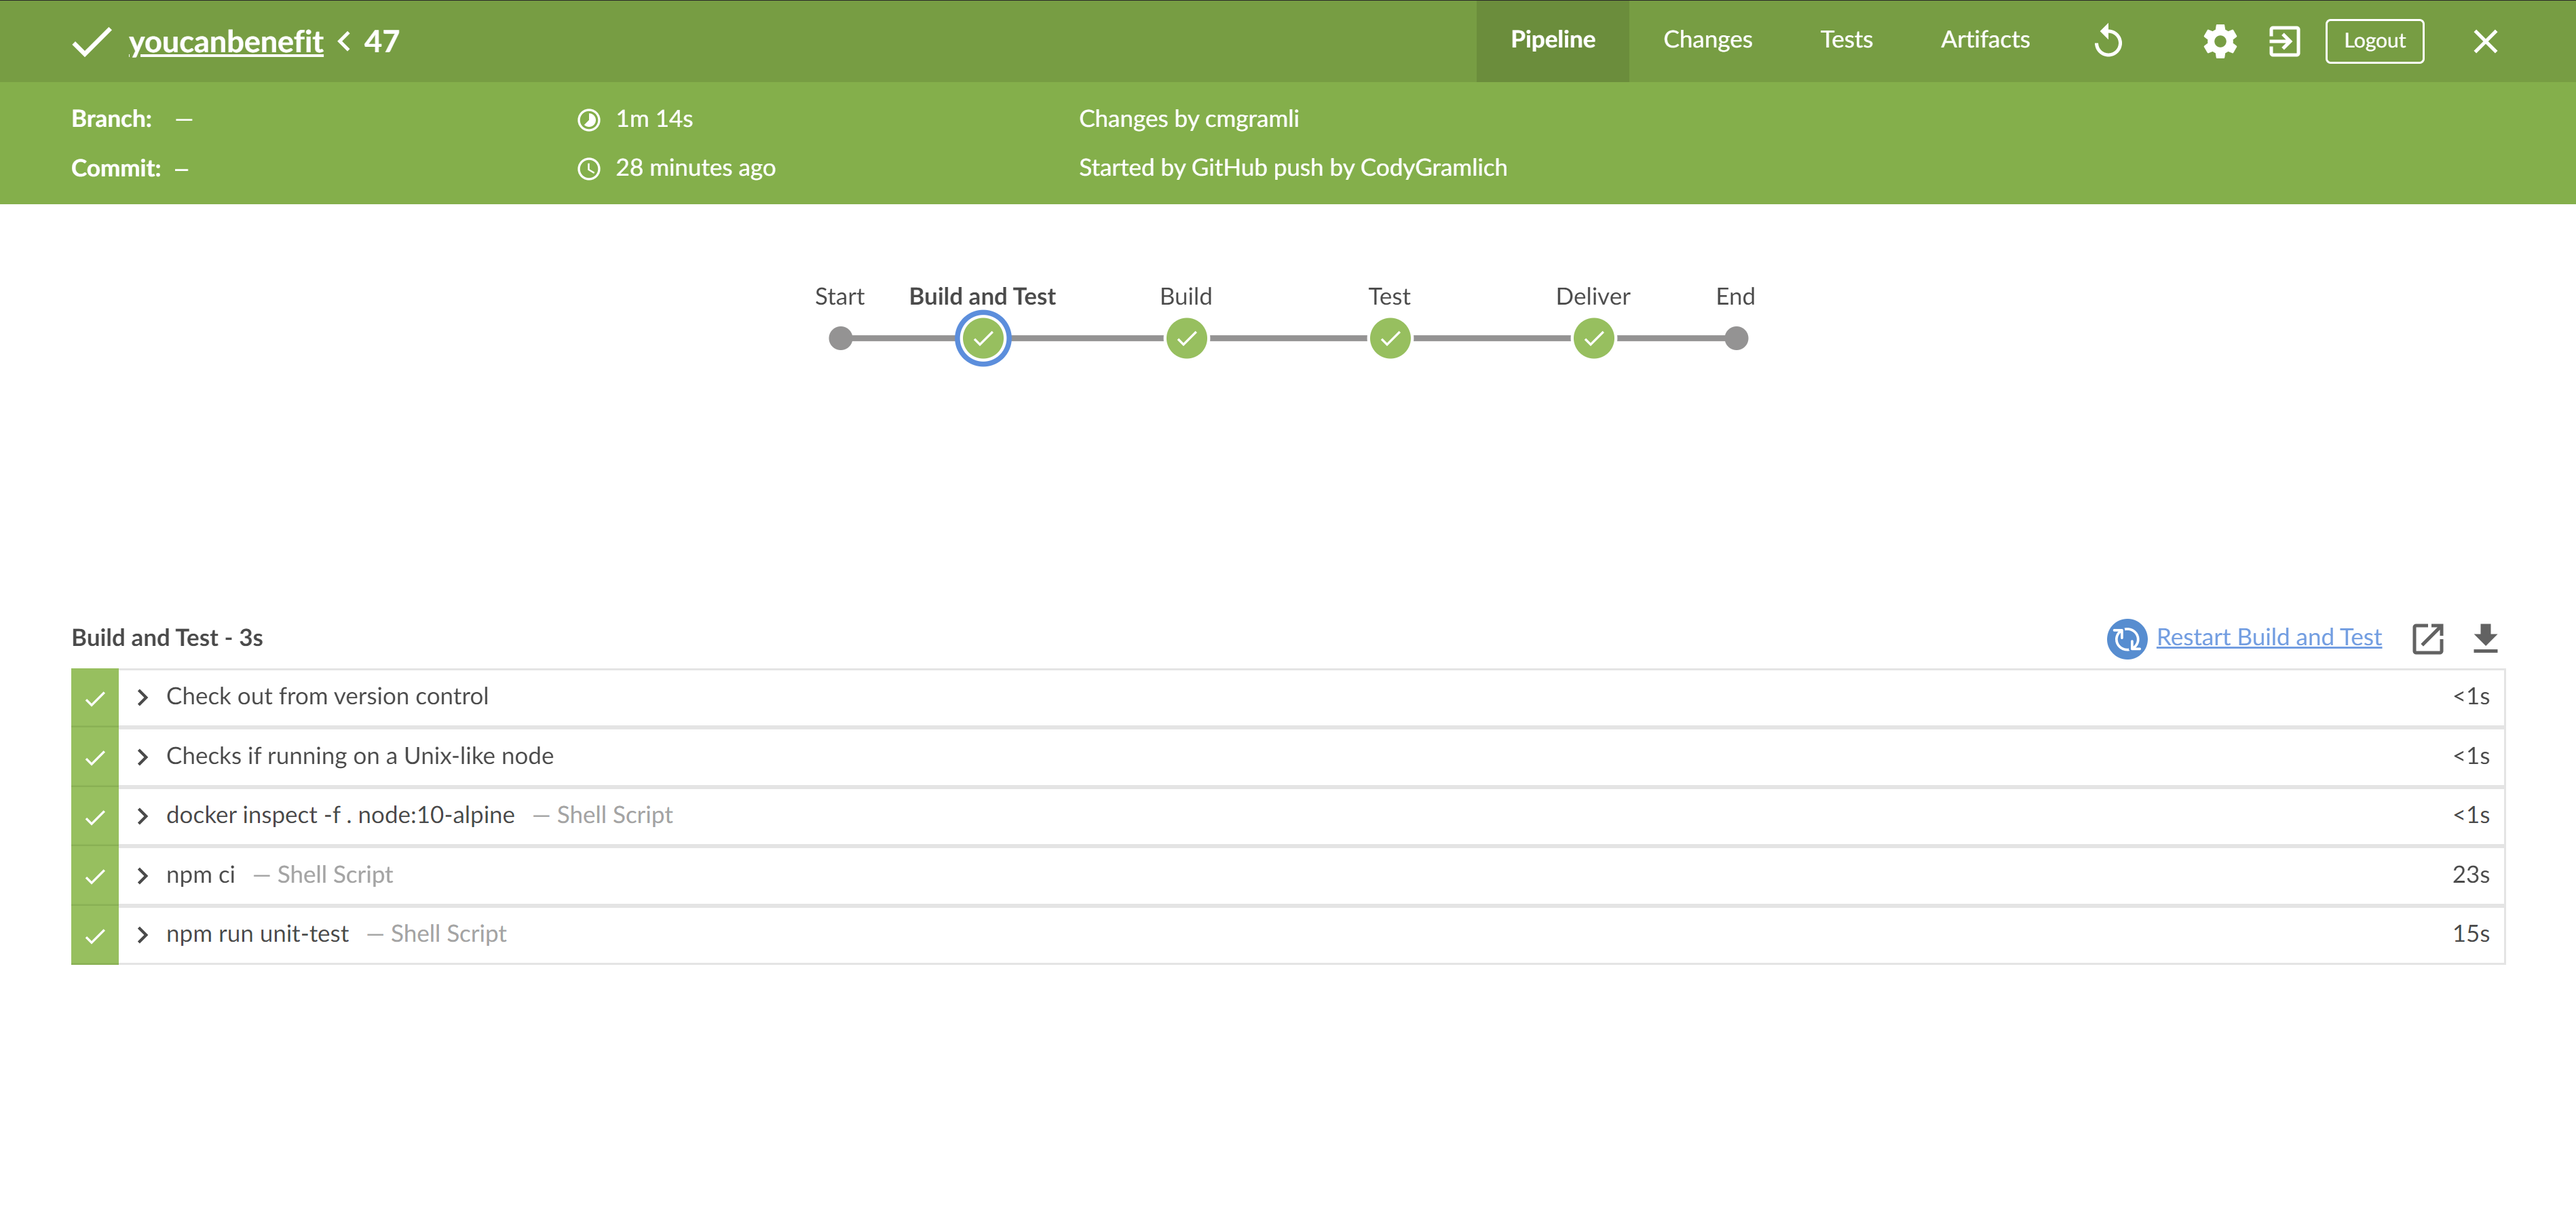 youcanbenefit < 47
Pipeline Changes Tests Artifacts Logout
Branch: — 1m 14s Changes by cmgramli
Commit: – 28 minutes ago Started by GitHub push by CodyGramlich
Start Build and Test Build Test Deliver End
Build and Test - 3s Restart Build and Test
Check out from version control <1s
Checks if running on a Unix-like node <1s
docker inspect -f . node:10-alpine — Shell Script <1s
npm ci — Shell Script 23s
npm run unit-test — Shell Script 15s